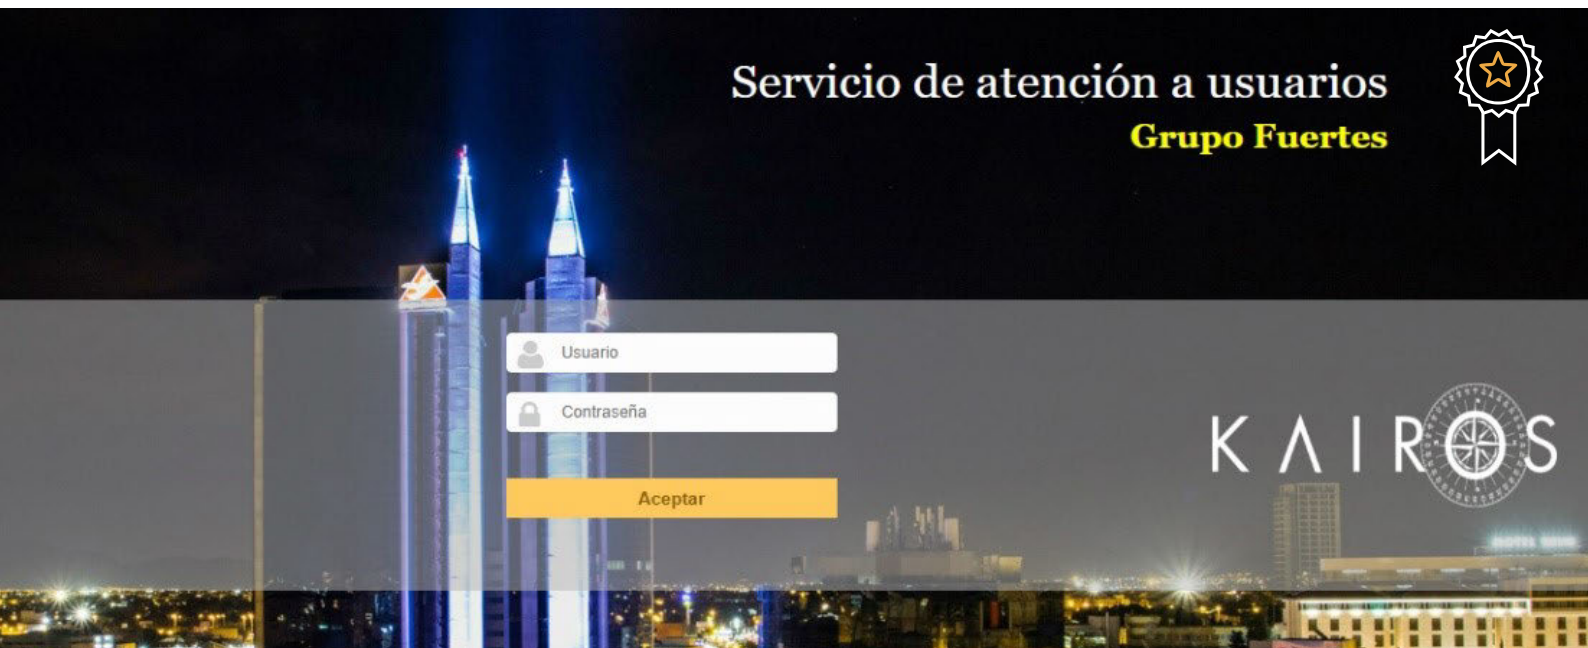 Servicio de atención a usuarios
Grupo Fuertes
Usuario
Contraseña
KAIROS
Aceptar